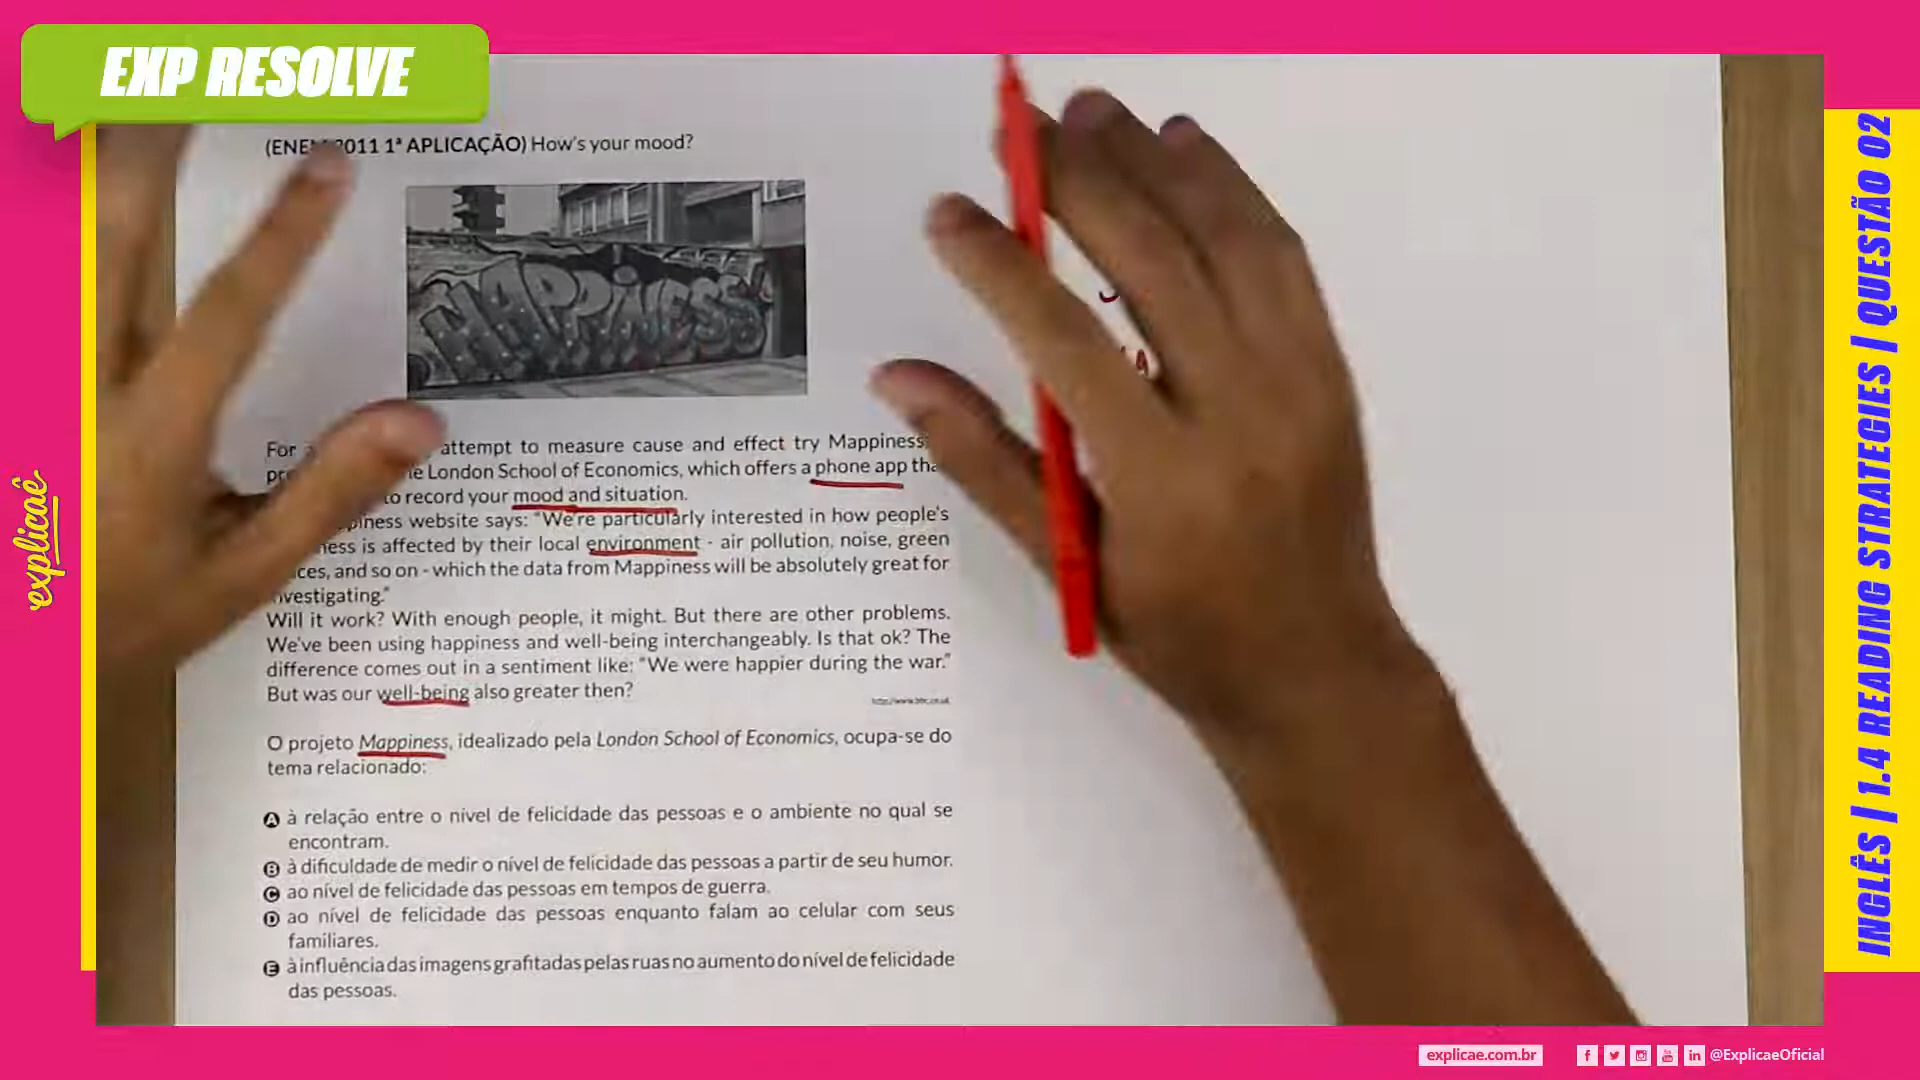 EXP RESOLVE
(ENEM 2011 1ª APLICAÇÃO) How's your mood?
HAPPINESS
For a attempt to measure cause and effect try Mappiness,
London School of Economics, which offers a phone app
to record your mood and situation.
website says: "We're particularly interested in how people's
is affected by their local environment - air pollution, noise, green
and so on - which the data from Mappiness will be absolutely great for
investigating."
Will it work? With enough people, it might. But there are other problems.
We've been using happiness and well-being interchangeably. Is that ok? The
difference comes out in a sentiment like: "We were happier during the war."
But was our well-being also greater then?
http://www.bbc.co.uk
O projeto Mappiness, idealizado pela London School of Economics, ocupa-se do
tema relacionado:
A à relação entre o nível de felicidade das pessoas e o ambiente no qual se
encontram.
B à dificuldade de medir o nível de felicidade das pessoas a partir de seu humor.
C ao nível de felicidade das pessoas em tempos de guerra.
D ao nível de felicidade das pessoas enquanto falam ao celular com seus
familiares.
E à influência das imagens grafitadas pelas ruas no aumento do nível de felicidade
das pessoas.
explicaê
INGLÊS | 1.4 READING STRATEGIES | QUESTÃO 02
explicae.com.br
@ExplicaeOficial